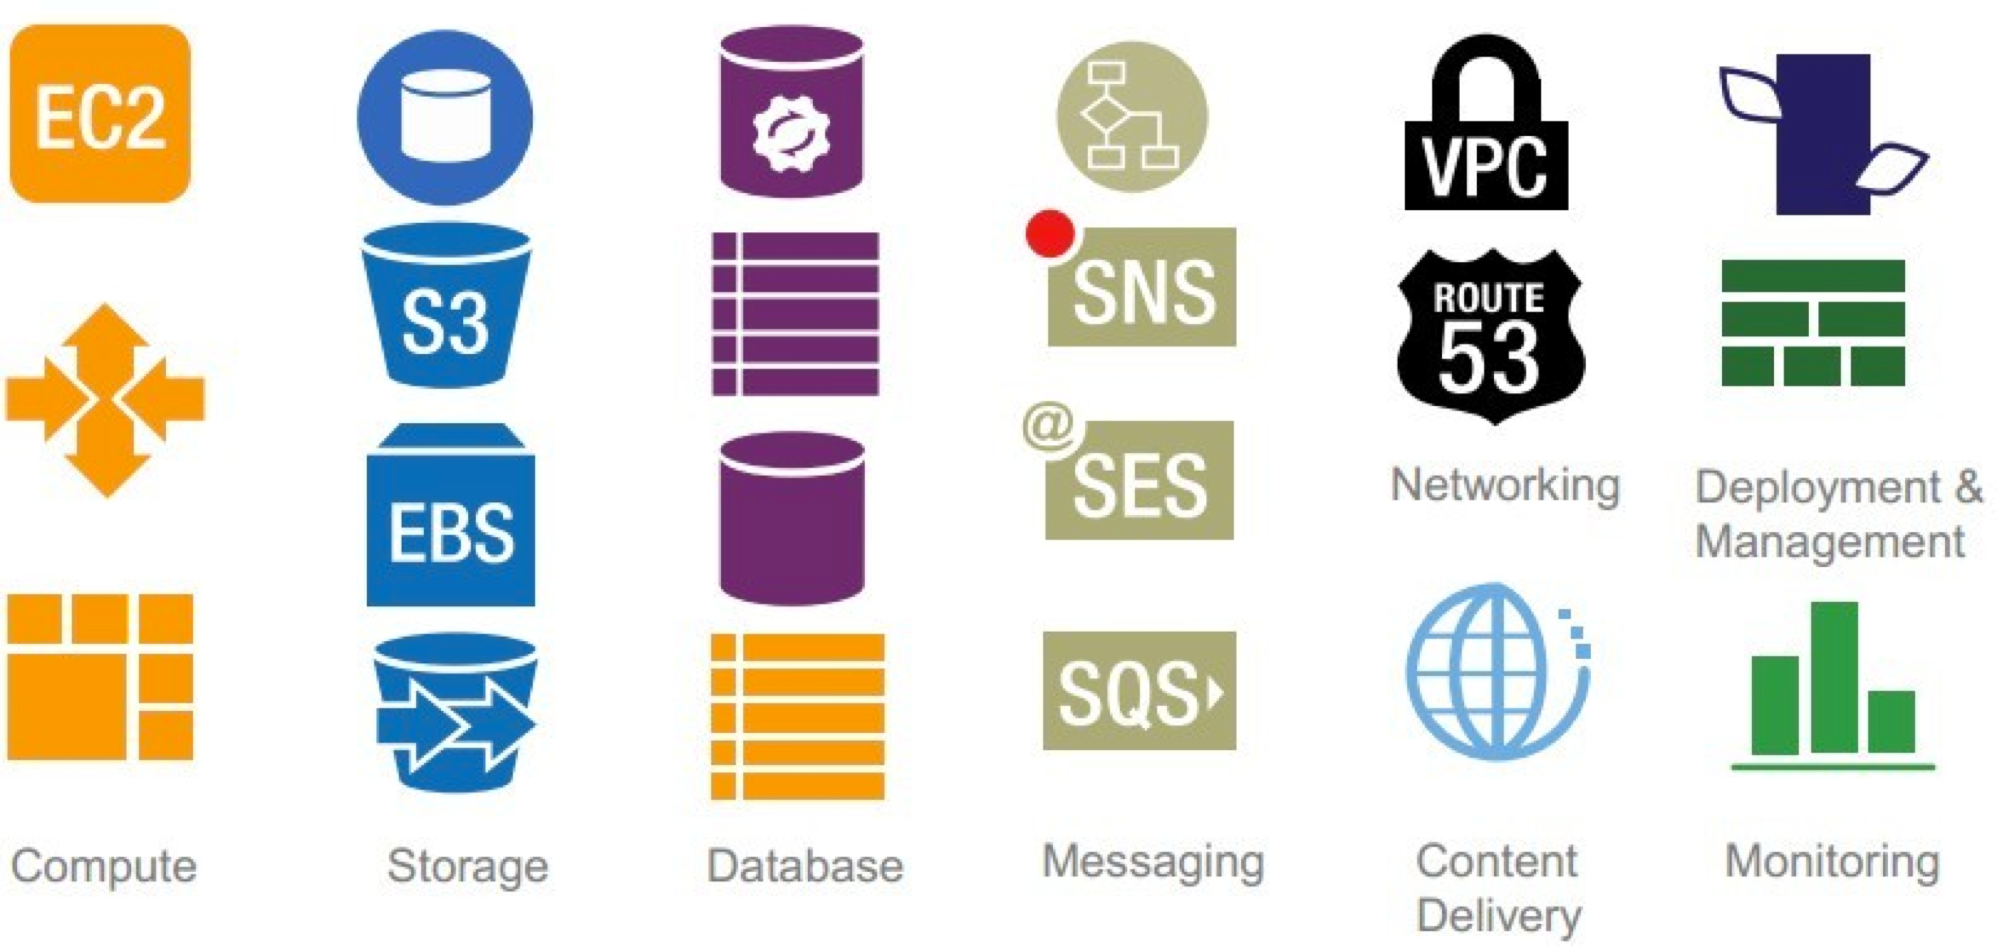 EC2
S3
EBS
SNS
@
SES
SQS
VPC
ROUTE
53
Networking
Deployment &
Management
Compute
Storage
Database
Messaging
Content
Delivery
Monitoring